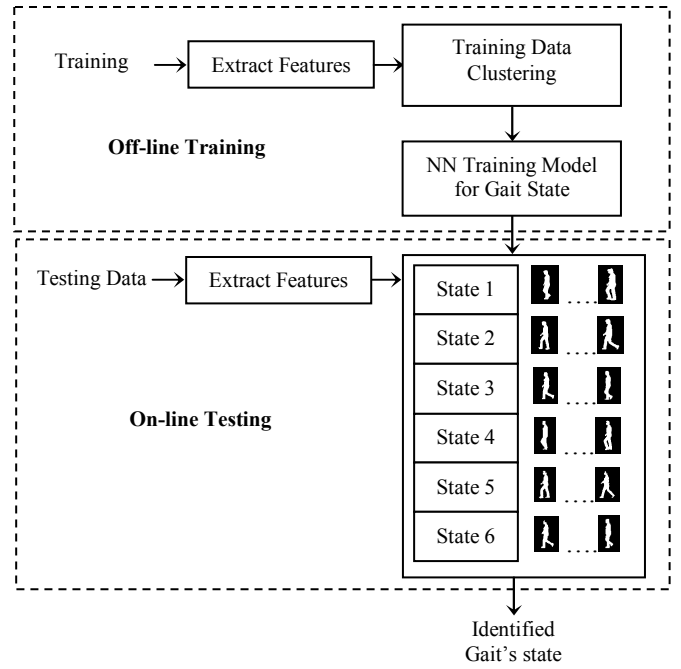 Training
Extract Features
Training Data
Clustering
Off-line Training
NN Training Model
for Gait State
Testing Data
Extract Features
State 1
....
State 2
....
State 3
....
On-line Testing
State 4
....
State 5
....
State 6
....
Identified
Gait's state